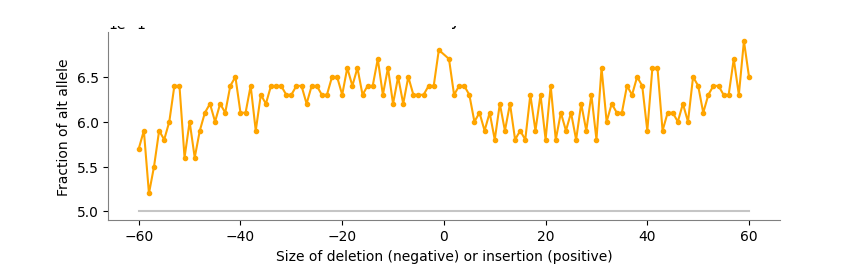 6.5
6.0
5.5
5.0
Fraction of alt allele
−60 −40 −20 0 20 40 60
Size of deletion (negative) or insertion (positive)